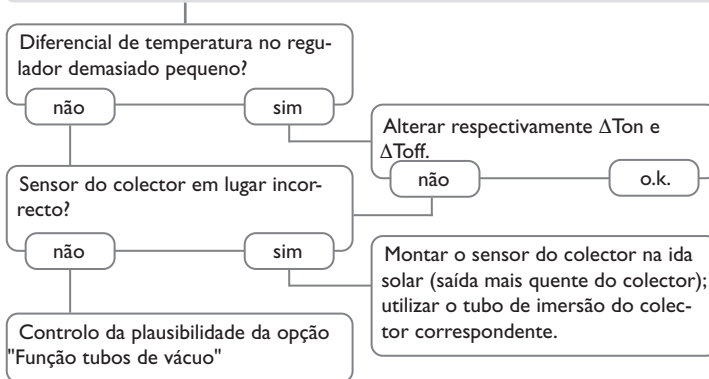 Diferencial de temperatura no regu-
lador demasiado pequeno?
não
sim
Alterar respectivamente ΔTon e
ΔToff.
não
o.k.
Sensor do colector em lugar incor-
recto?
não
sim
Montar o sensor do colector na ida
solar (saída mais quente do colector);
utilizar o tubo de imersão do colec-
tor correspondente.
Controlo da plausibilidade da opção
"Função tubos de vácuo"